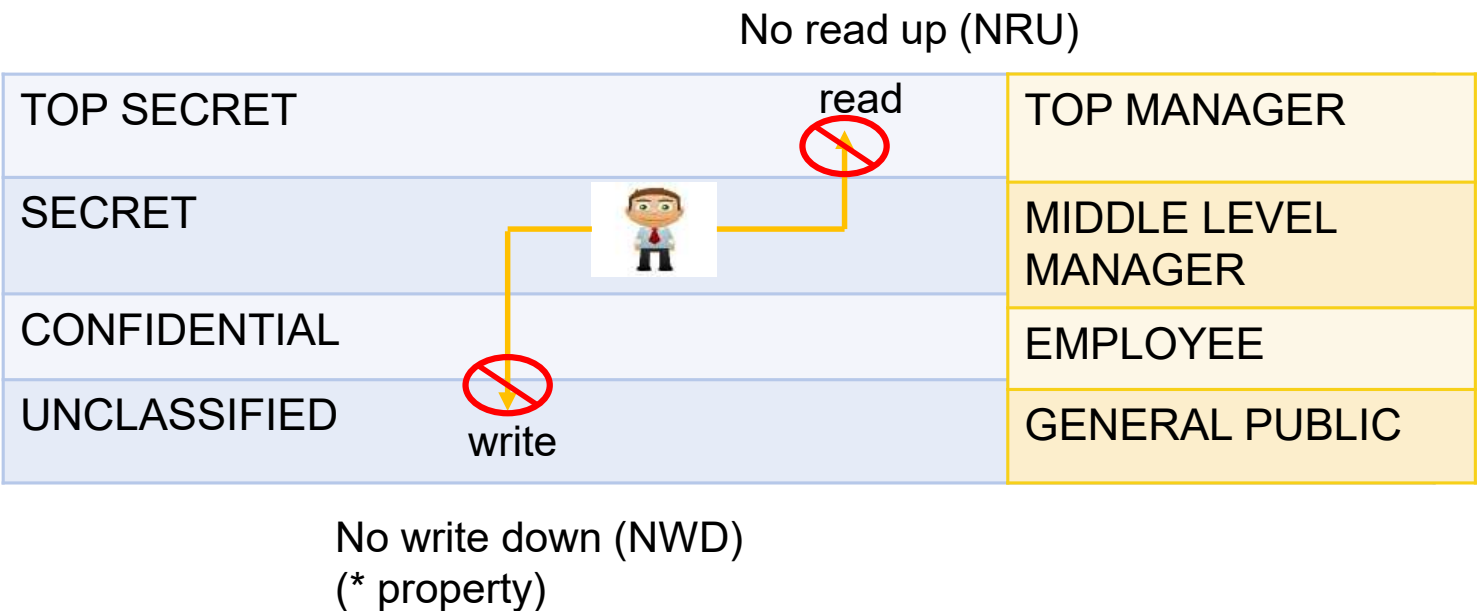 No read up (NRU)
TOP SECRET
read
TOP MANAGER
SECRET
MIDDLE LEVEL
MANAGER
CONFIDENTIAL
EMPLOYEE
UNCLASSIFIED
write
GENERAL PUBLIC
No write down (NWD)
(* property)